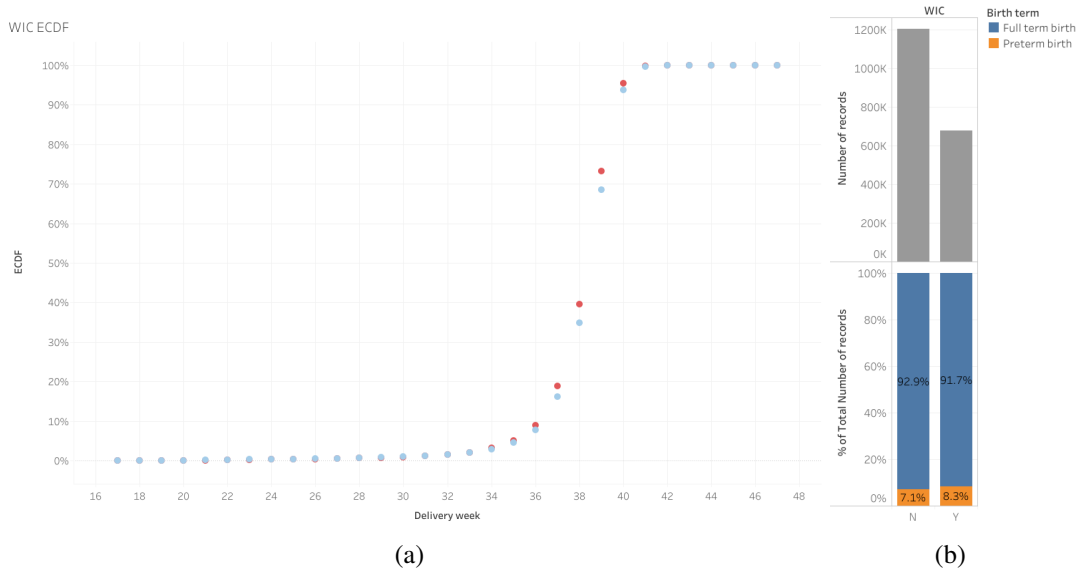 WIC ECDF
100%
90%
80%
70%
60%
50%
40%
30%
20%
10%
0%
ECDF
16 18 20 22 24 26 28 30 32 34 36 38 40 42 44 46 48
Delivery week
(a)
WIC
1200K
1000K
800K
600K
400K
200K
0K
Number of records
100%
80%
60%
40%
20%
0%
% of Total Number of records
92.9% 91.7%
7.1% 8.3%
N Y
(b)
Birth term
Full term birth
Preterm birth